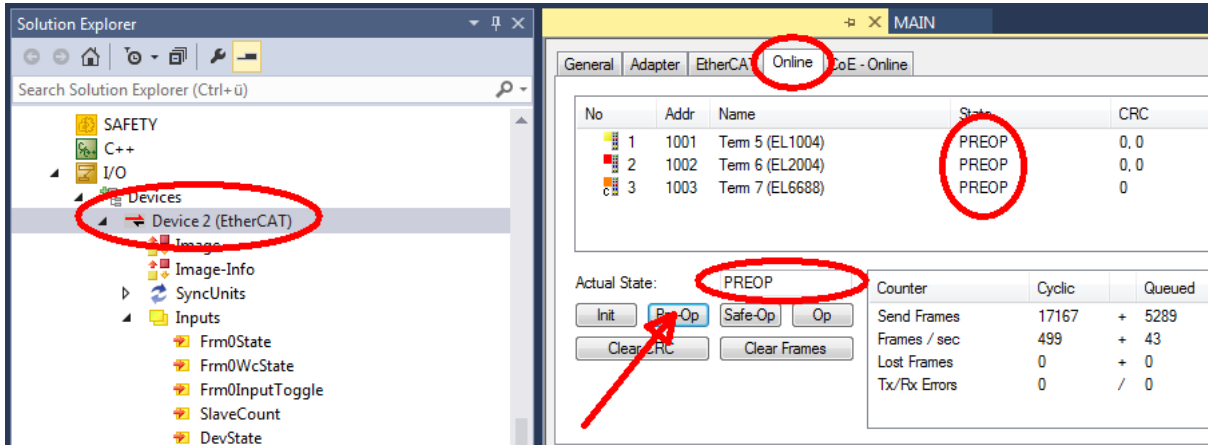 Solution Explorer
Search Solution Explorer (Ctrl+ü)
SAFETY
C++
I/O
Devices
Device 2 (EtherCAT)
Image
Image-Info
SyncUnits
Inputs
Frm0State
Frm0WcState
Frm0InputToggle
SlaveCount
DevState
MAIN
General Adapter EtherCAT Online CoE - Online
No Addr Name State CRC
1 1001 Term 5 (EL1004) PREOP 0, 0
2 1002 Term 6 (EL2004) PREOP 0, 0
c 3 1003 Term 7 (EL6688) PREOP 0
Actual State: PREOP
Init Pre-Op Safe-Op Op
Clear CRC Clear Frames
Counter Cyclic Queued
Send Frames 17167 + 5289
Frames / sec 499 + 43
Lost Frames 0 + 0
Tx/Rx Errors 0 / 0